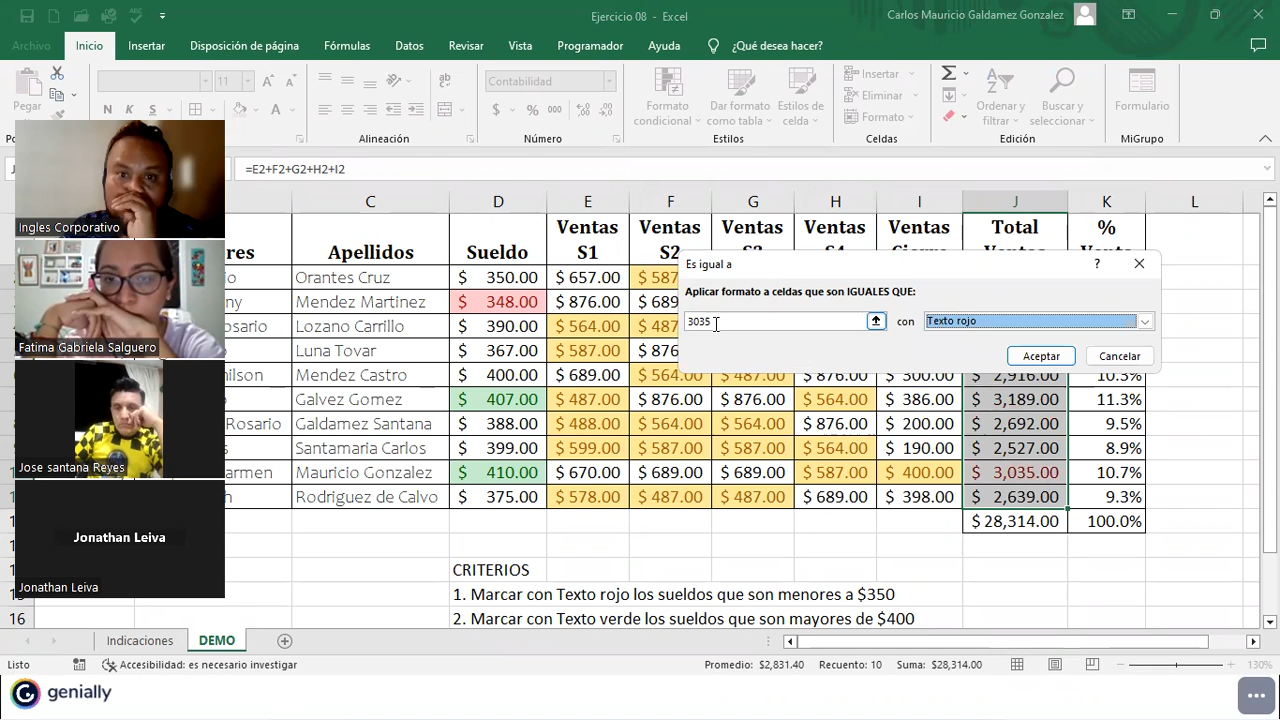 Ejercicio 08 – Excel
Carlos Mauricio Galdamez Gonzalez
Archivo Inicio Insertar Disposición de página Fórmulas Datos Revisar Vista Programador Ayuda ¿Qué desea hacer?
Pegar
11
N K S
Alineación
Contabilidad
$ % 000
Número
Formato condicional
Dar formato como tabla
Estilos de celda
Estilos
Insertar
Eliminar
Formato
Celdas
Ordenar y filtrar
Buscar y seleccionar
Edición
Formulario
MiGrupo
=E2+F2+G2+H2+I2
C D E F G H I J K L
Apellidos Sueldo Ventas S1 Ventas S2 Ventas Ventas Ventas Total %
Orantes Cruz $ 350.00 $ 657.00 $ 587
Mendez Martinez $ 348.00 $ 876.00 $ 689
osario Lozano Carrillo $ 390.00 $ 564.00 $ 487
Luna Tovar $ 367.00 $ 587.00 $ 876
nilson Mendez Castro $ 400.00 $ 689.00 $ 564.00 $ 487.00 $ 876.00 $ 300.00 $ 2,916.00 10.3%
Galvez Gomez $ 407.00 $ 487.00 $ 876.00 $ 876.00 $ 564.00 $ 386.00 $ 3,189.00 11.3%
Rosario Galdamez Santana $ 388.00 $ 488.00 $ 564.00 $ 564.00 $ 876.00 $ 200.00 $ 2,692.00 9.5%
Santamaria Carlos $ 399.00 $ 599.00 $ 587.00 $ 587.00 $ 564.00 $ 190.00 $ 2,527.00 8.9%
armen Mauricio Gonzalez $ 410.00 $ 670.00 $ 689.00 $ 689.00 $ 587.00 $ 400.00 $ 3,035.00 10.7%
Rodriguez de Calvo $ 375.00 $ 578.00 $ 487.00 $ 487.00 $ 689.00 $ 398.00 $ 2,639.00 9.3%
$ 28,314.00 100.0%
Es igual a
?
Aplicar formato a celdas que son IGUALES QUE:
3035 con Texto rojo
Aceptar Cancelar
CRITERIOS
1. Marcar con Texto rojo los sueldos que son menores a $350
16 2. Marcar con Texto verde los sueldos que son mayores de $400
Ingles Corporativo
Fatima Gabriela Salguero
Jose santana Reyes
Jonathan Leiva
Jonathan Leiva
Indicaciones DEMO
Listo Accesibilidad: es necesario investigar Promedio: $2,831.40 Recuento: 10 Suma: $28,314.00 130%
genially